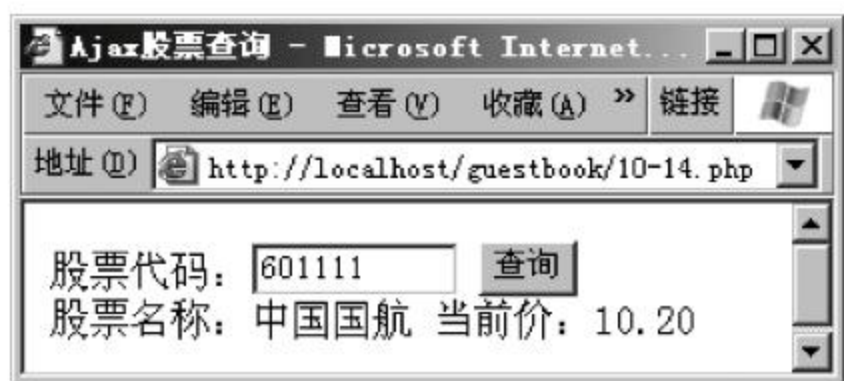 Ajax股票查询 - Microsoft Internet...
文件(F) 编辑(E) 查看(V) 收藏(A) » 链接
地址(D) http://localhost/guestbook/10-14.php
股票代码：601111 查询
股票名称：中国国航 当前价：10.20